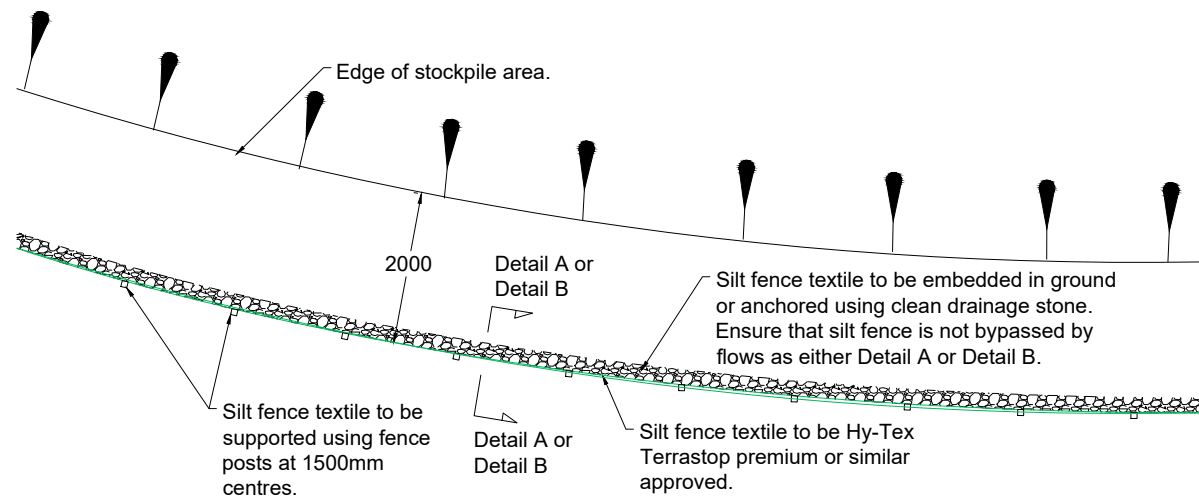 Edge of stockpile area.
2000
Detail A or
Detail B
Silt fence textile to be embedded in ground
or anchored using clean drainage stone.
Ensure that silt fence is not bypassed by
flows as either Detail A or Detail B.
Silt fence textile to be
supported using fence
posts at 1500mm
centres.
Detail A or
Detail B
Silt fence textile to be Hy-Tex
Terrastop premium or similar
approved.